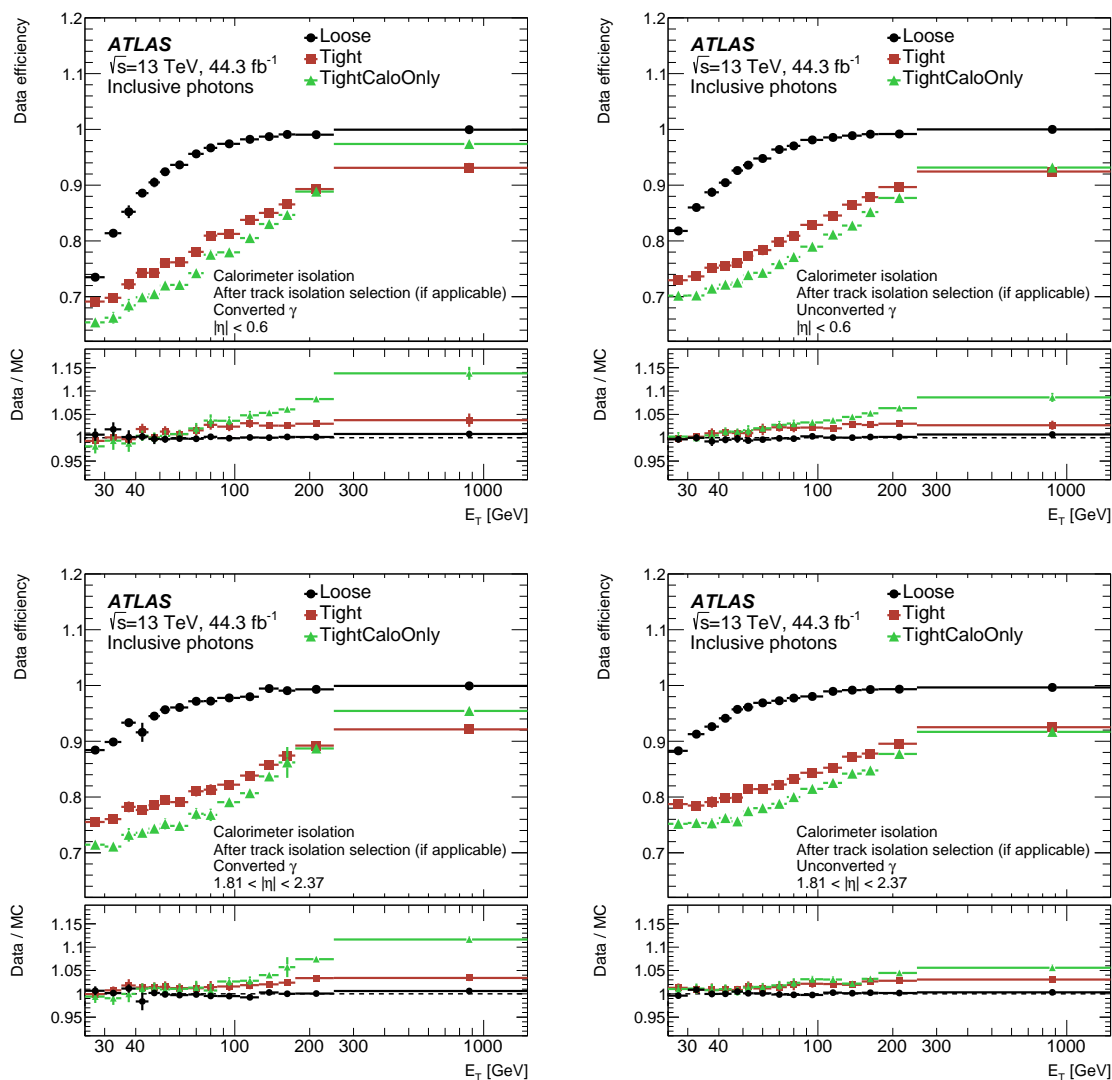 Data efficiency
1.2
1.1
1
0.9
0.8
0.7
ATLAS
√s=13 TeV, 44.3 fb⁻¹
Inclusive photons
Loose
Tight
TightCaloOnly
Calorimeter isolation
After track isolation selection (if applicable)
Converted γ
|η| < 0.6
Data / MC
1.15
1.1
1.05
1
0.95
30 40 100 200 300 1000
E_T [GeV]
Data efficiency
1.2
1.1
1
0.9
0.8
0.7
ATLAS
√s=13 TeV, 44.3 fb⁻¹
Inclusive photons
Loose
Tight
TightCaloOnly
Calorimeter isolation
After track isolation selection (if applicable)
Unconverted γ
|η| < 0.6
Data / MC
1.15
1.1
1.05
1
0.95
30 40 100 200 300 1000
E_T [GeV]
Data efficiency
1.2
1.1
1
0.9
0.8
0.7
ATLAS
√s=13 TeV, 44.3 fb⁻¹
Inclusive photons
Loose
Tight
TightCaloOnly
Calorimeter isolation
After track isolation selection (if applicable)
Converted γ
1.81 < |η| < 2.37
Data / MC
1.15
1.1
1.05
1
0.95
30 40 100 200 300 1000
E_T [GeV]
Data efficiency
1.2
1.1
1
0.9
0.8
0.7
ATLAS
√s=13 TeV, 44.3 fb⁻¹
Inclusive photons
Loose
Tight
TightCaloOnly
Calorimeter isolation
After track isolation selection (if applicable)
Unconverted γ
1.81 < |η| < 2.37
Data / MC
1.15
1.1
1.05
1
0.95
30 40 100 200 300 1000
E_T [GeV]